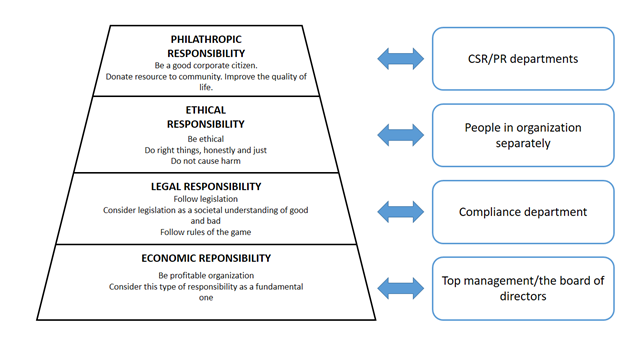 PHILATHROPIC
RESPONSIBILITY
Be a good corporate citizen.
Donate resource to community. Improve the quality of
life.
CSR/PR departments
ETHICAL
RESPONSIBILITY
Be ethical
Do right things, honestly and just
Do not cause harm
People in organization
separately
LEGAL RESPONSIBILITY
Follow legislation
Consider legislation as a societal understanding of good
and bad
Follow rules of the game
Compliance department
ECONOMIC REPONSIBILITY
Be profitable organization
Consider this type of responsibility as a fundamental
one
Top management/the board of
directors